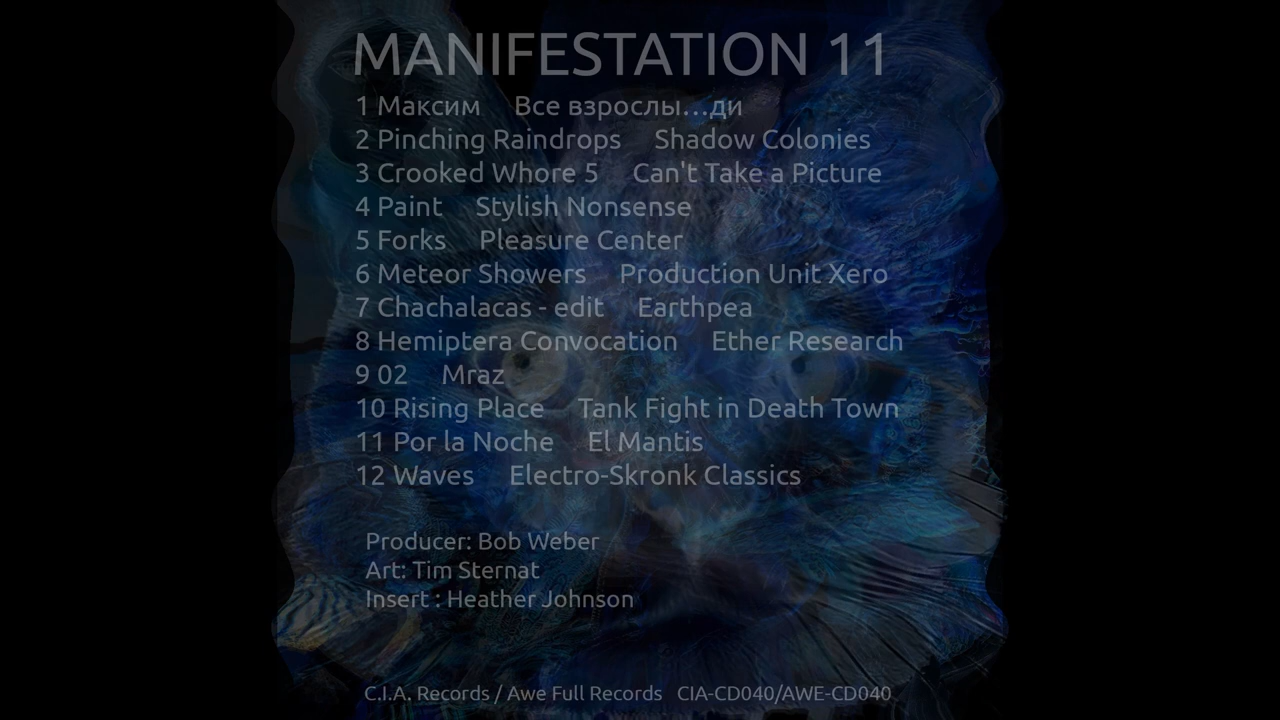 MANIFESTATION 11
1 Максим Все взрослы...ди
2 Pinching Raindrops Shadow Colonies
3 Crooked Whore 5 Can't Take a Picture
4 Paint Stylish Nonsense
5 Forks Pleasure Center
6 Meteor Showers Production Unit Xero
7 Chachalacas - edit Earthpea
8 Hemiptera Convocation Ether Research
9 02 Mraz
10 Rising Place Tank Fight in Death Town
11 Por la Noche El Mantis
12 Waves Electro-Skronk Classics
Producer: Bob Weber
Art: Tim Sternat
Insert : Heather Johnson
C.I.A. Records / Awe Full Records CIA-CD040/AWE-CD040